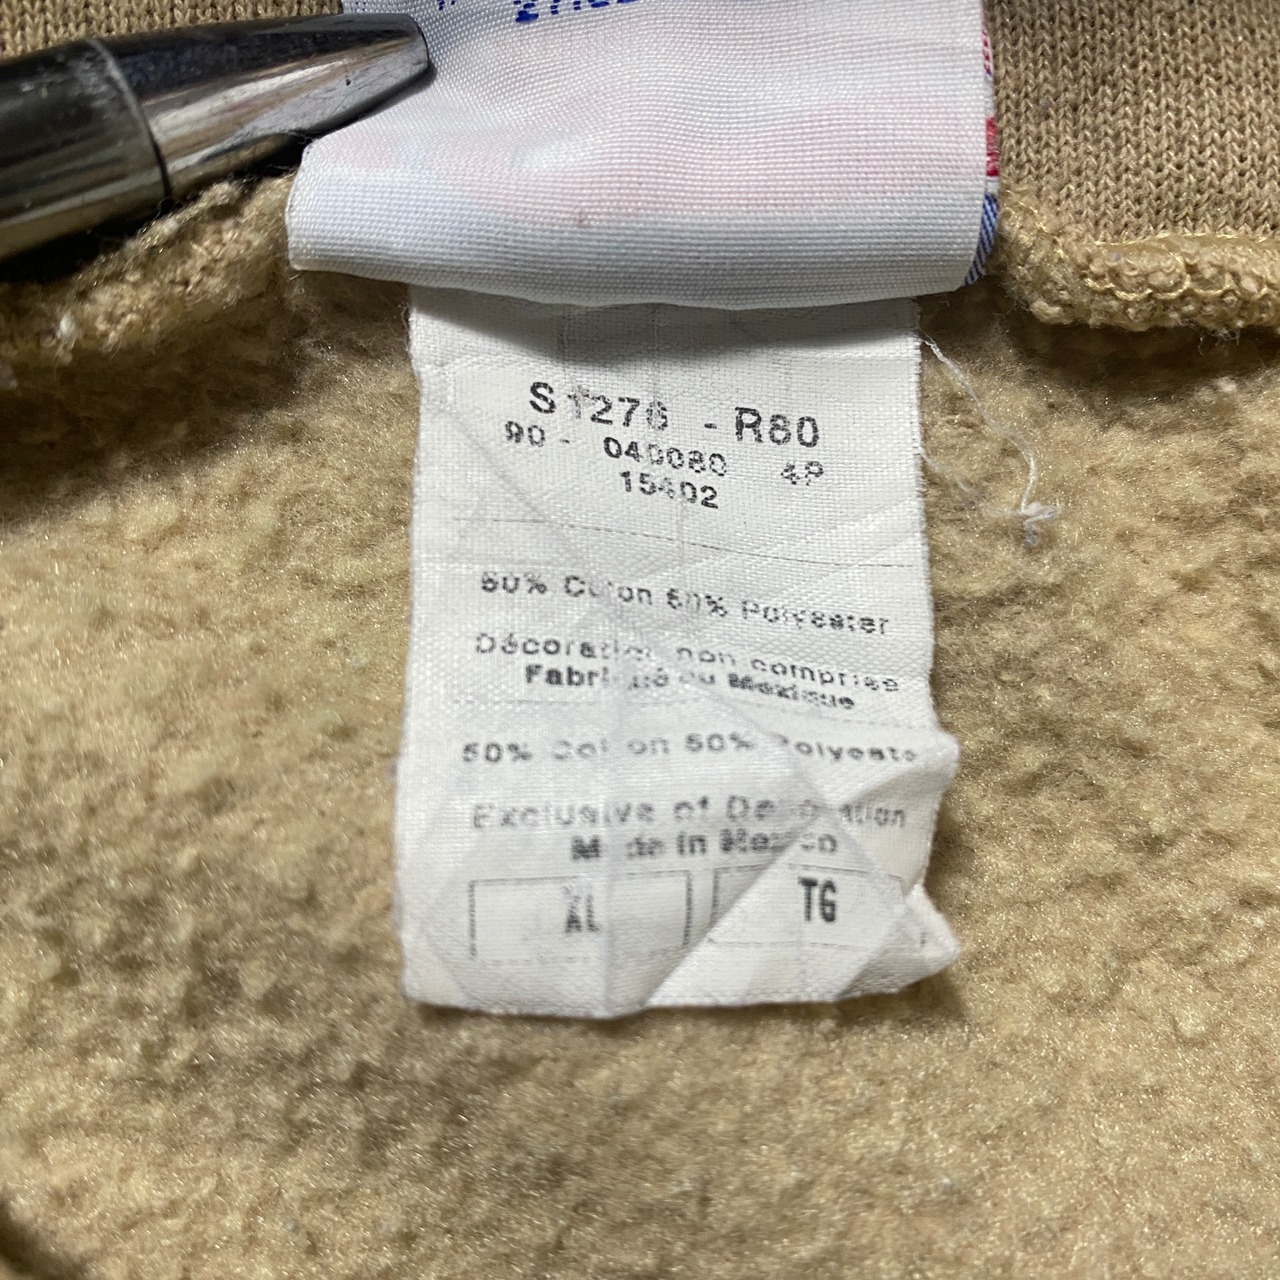 S1276 - R80
90- 040080 4P
15402
50% Coton 50% Polyester
Décoration non comprise
Fabriqué au Mexique
50% Cotton 50% Polyeste
Exclusive of Decoration
Made in Mexico
XL TG